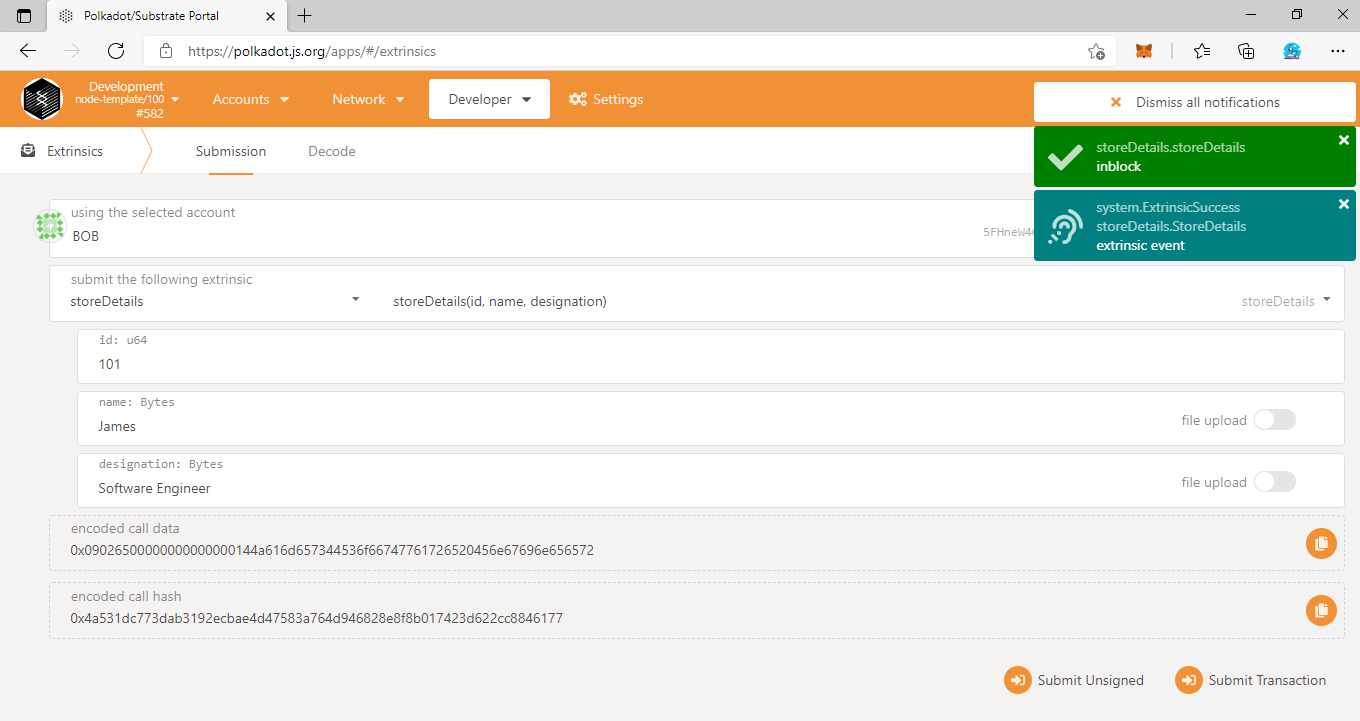 Polkadot/Substrate Portal
https://polkadot.js.org/apps/#/extrinsics
Development
node-template/100
#582
Accounts
Network
Developer
Settings
Dismiss all notifications
Extrinsics
Submission
Decode
storeDetails.storeDetails
inblock
system.ExtrinsicSuccess
storeDetails.StoreDetails
extrinsic event
using the selected account
BOB
submit the following extrinsic
storeDetails
storeDetails(id, name, designation)
storeDetails
id: u64
101
name: Bytes
James
file upload
designation: Bytes
Software Engineer
file upload
encoded call data
0x09026500000000000000144a616d657344536f66747761726520456e67696e656572
encoded call hash
0x4a531dc773dab3192ecbae4d47583a764d946828e8f8b017423d622cc8846177
Submit Unsigned
Submit Transaction